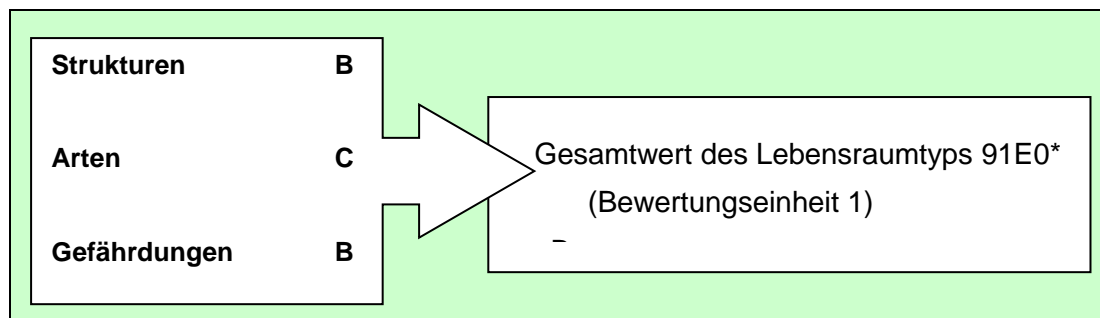 Strukturen B
Arten C
Gefährdungen B
Gesamtwert des Lebensraumtyps 91E0*
(Bewertungseinheit 1)